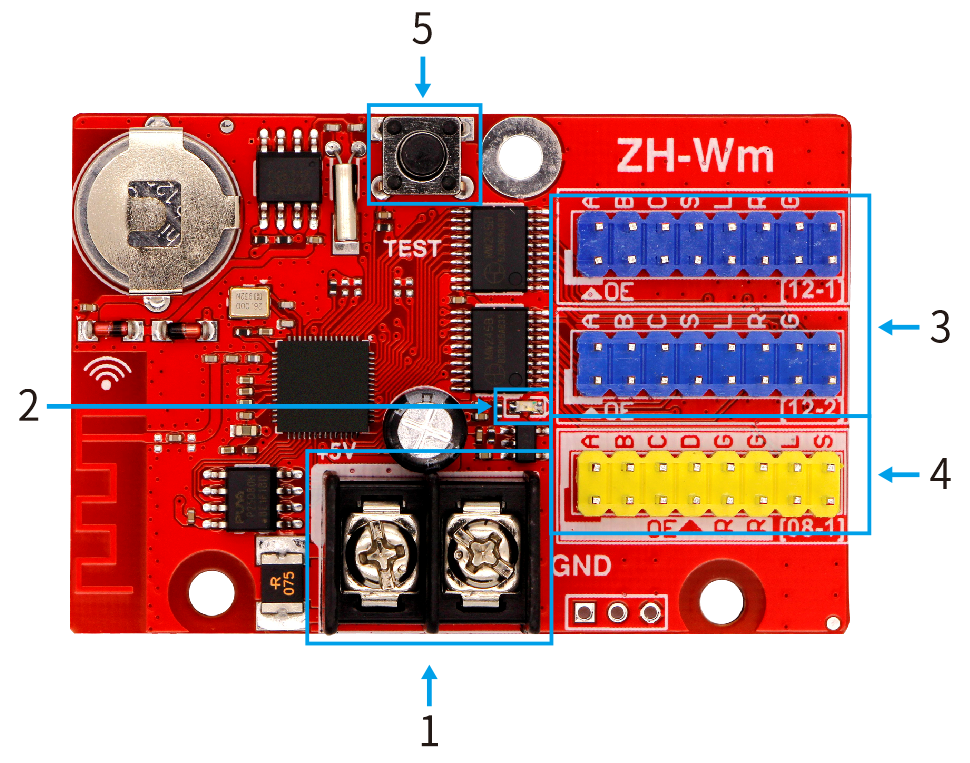 5
ZH-Wm
A B C S L R G
TEST
OE [12-1]
3
A B C S L R G
2
OE [12-2]
+5V
A B C D G G L S
4
OE R R [08-1]
R
075
GND
1